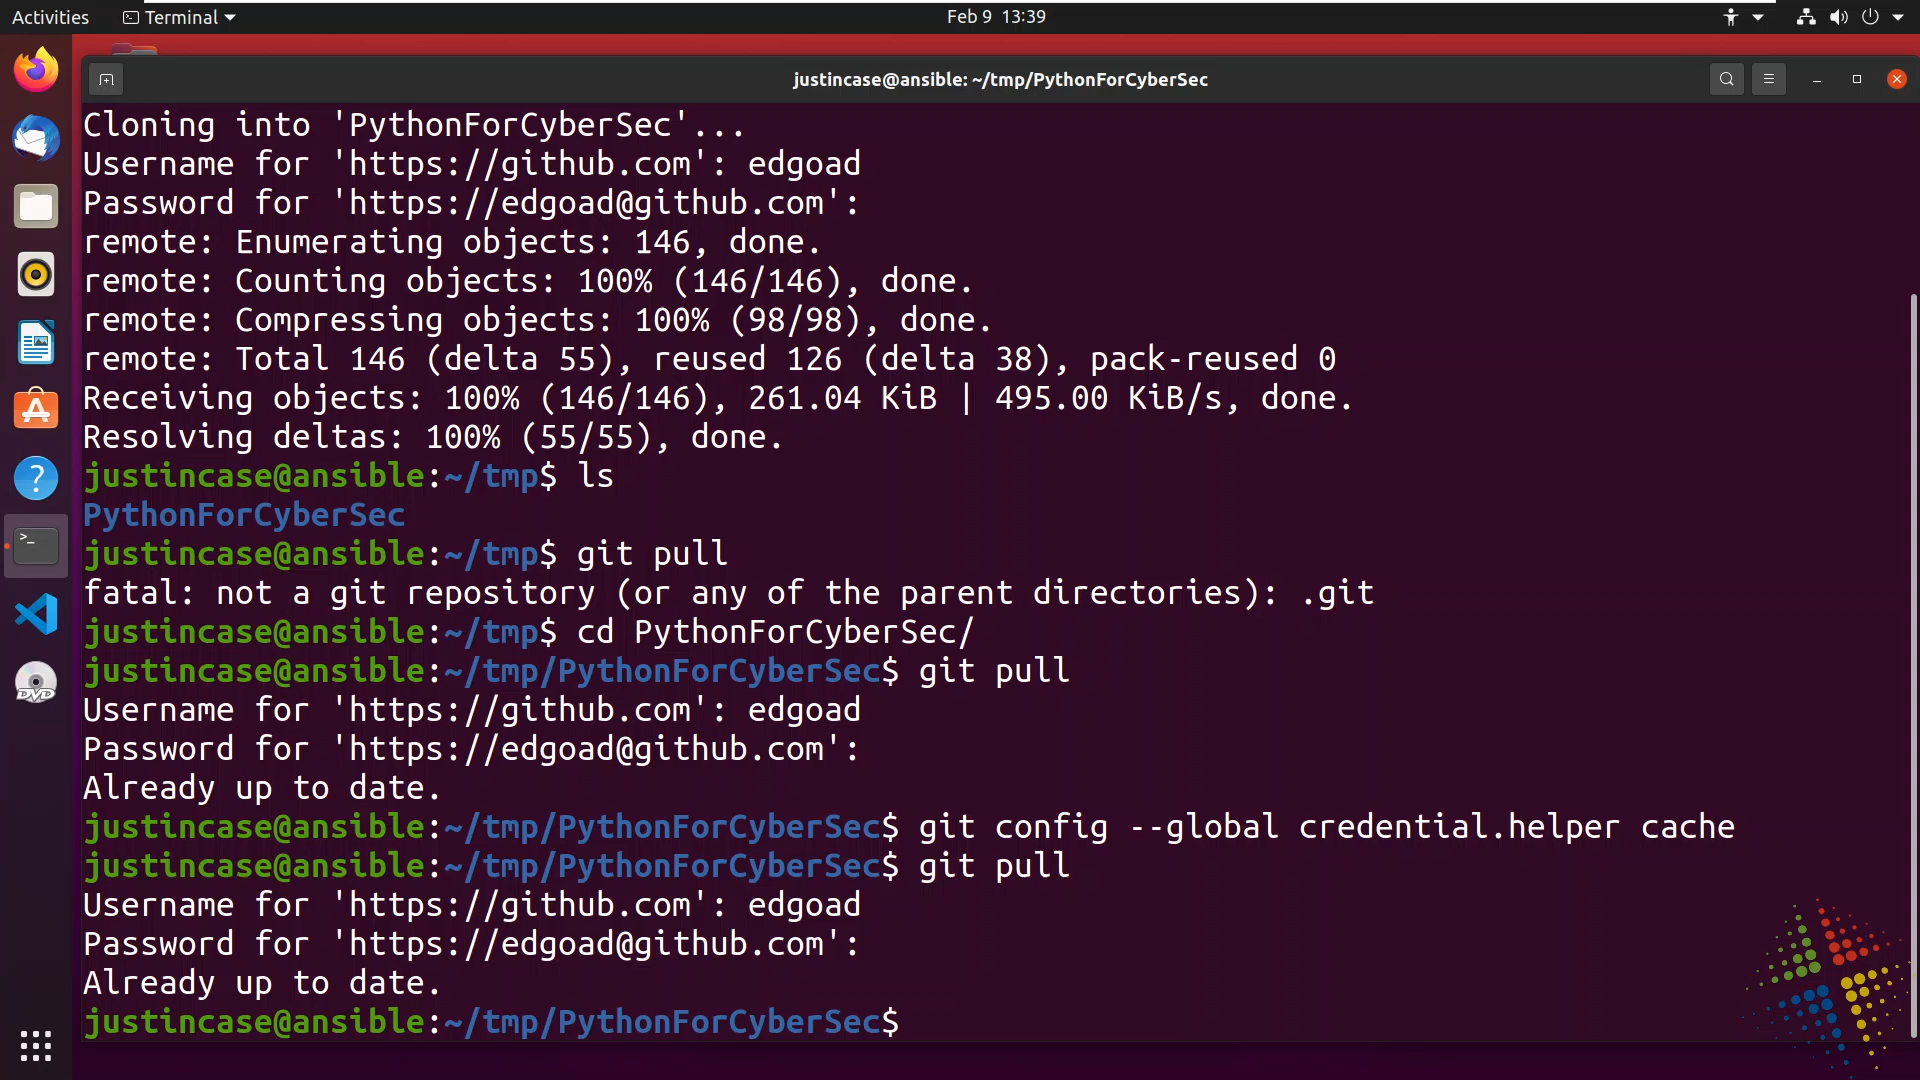 Activities Terminal Feb 9 13:39
justincase@ansible: ~/tmp/PythonForCyberSec
Cloning into 'PythonForCyberSec'...
Username for 'https://github.com': edgoad
Password for 'https://edgoad@github.com':
remote: Enumerating objects: 146, done.
remote: Counting objects: 100% (146/146), done.
remote: Compressing objects: 100% (98/98), done.
remote: Total 146 (delta 55), reused 126 (delta 38), pack-reused 0
Receiving objects: 100% (146/146), 261.04 KiB | 495.00 KiB/s, done.
Resolving deltas: 100% (55/55), done.
justincase@ansible:~/tmp$ ls
PythonForCyberSec
justincase@ansible:~/tmp$ git pull
fatal: not a git repository (or any of the parent directories): .git
justincase@ansible:~/tmp$ cd PythonForCyberSec/
justincase@ansible:~/tmp/PythonForCyberSec$ git pull
Username for 'https://github.com': edgoad
Password for 'https://edgoad@github.com':
Already up to date.
justincase@ansible:~/tmp/PythonForCyberSec$ git config --global credential.helper cache
justincase@ansible:~/tmp/PythonForCyberSec$ git pull
Username for 'https://github.com': edgoad
Password for 'https://edgoad@github.com':
Already up to date.
justincase@ansible:~/tmp/PythonForCyberSec$
DVD